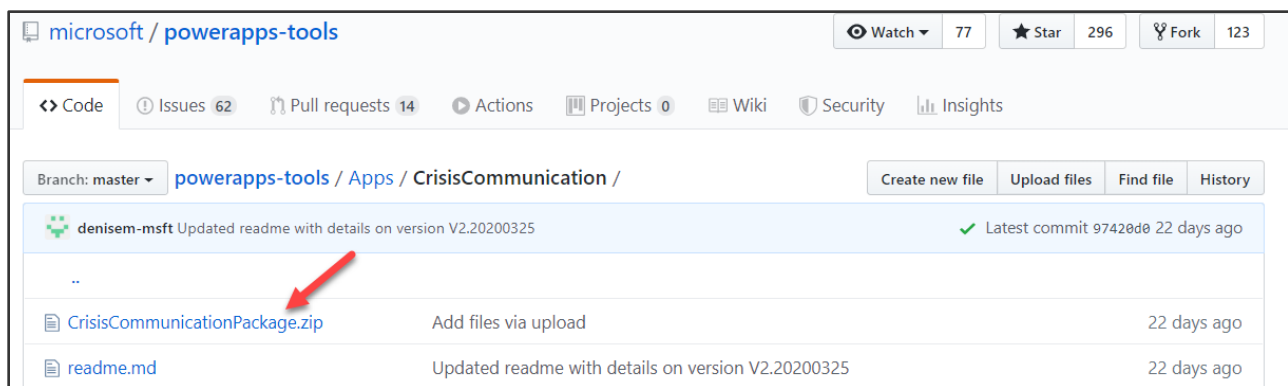 microsoft / powerapps-tools
Watch 77 Star 296 Fork 123
Code Issues 62 Pull requests 14 Actions Projects 0 Wiki Security Insights
Branch: master powerapps-tools / Apps / CrisisCommunication / Create new file Upload files Find file History
denisem-msft Updated readme with details on version V2.20200325 Latest commit 97420d0 22 days ago
..
CrisisCommunicationPackage.zip Add files via upload 22 days ago
readme.md Updated readme with details on version V2.20200325 22 days ago